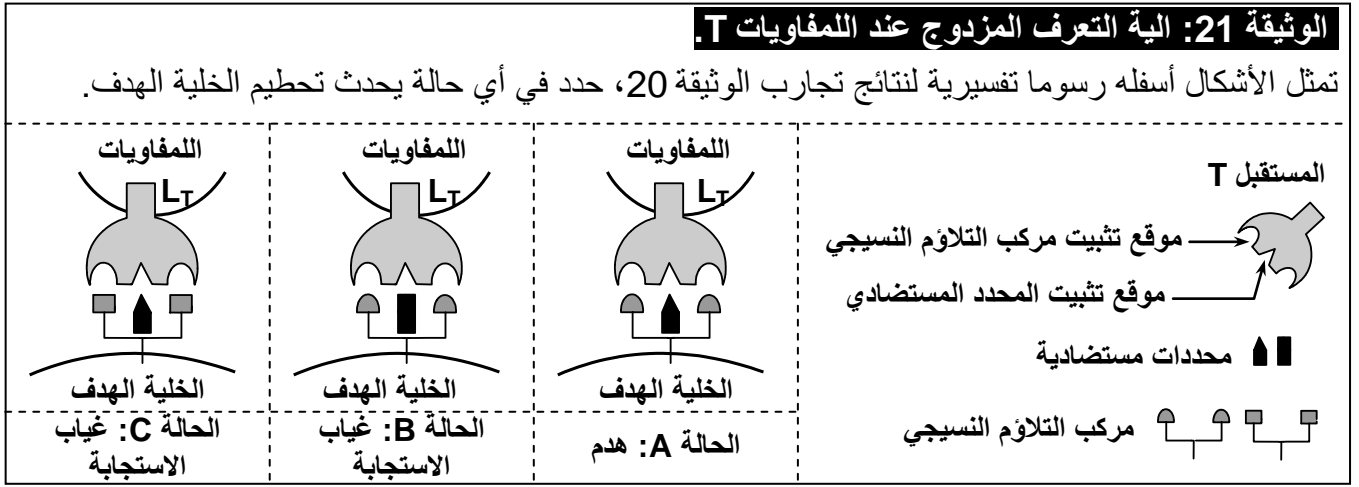 الوثيقة 21: الية التعرف المزدوج عند اللمفاويات T.
تمثل الأشكال أسفله رسوما تفسيرية لنتائج تجارب الوثيقة 20، حدد في أي حالة يحدث تحطيم الخلية الهدف.
المستقبل T
موقع تثبيت مركب التلاؤم النسيجي
موقع تثبيت المحدد المستضادي
محددات مستضادية
مركب التلاؤم النسيجي
اللمفاويات
LT
الخلية الهدف
الحالة A: هدم
اللمفاويات
LT
الخلية الهدف
الحالة B: غياب
الاستجابة
اللمفاويات
LT
الخلية الهدف
الحالة C: غياب
الاستجابة